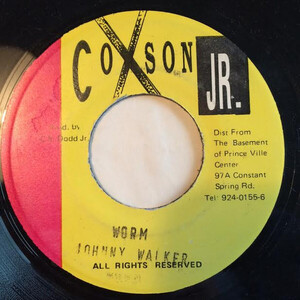 COXSON
JR.
d. by
Dodd Jr.
Dist From
The Basement
of Prince Ville
Center
97A Constant
Spring Rd.
Tel: 924-0155-6
WORM
JOHNNY WALKER
ALL RIGHTS RESERVED